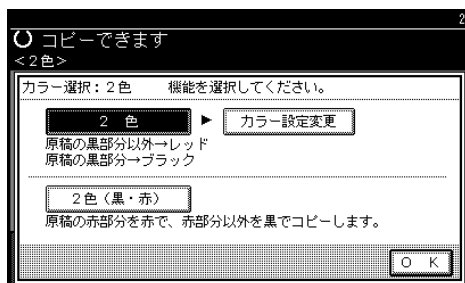 2
コピーできます
<2色>
カラー選択:2色 機能を選択してください。
2 色 ▶ カラー設定変更
原稿の黒部分以外→レッド
原稿の黒部分→ブラック
2色(黒・赤)
原稿の赤部分を赤で、赤部分以外を黒でコピーします。
O K